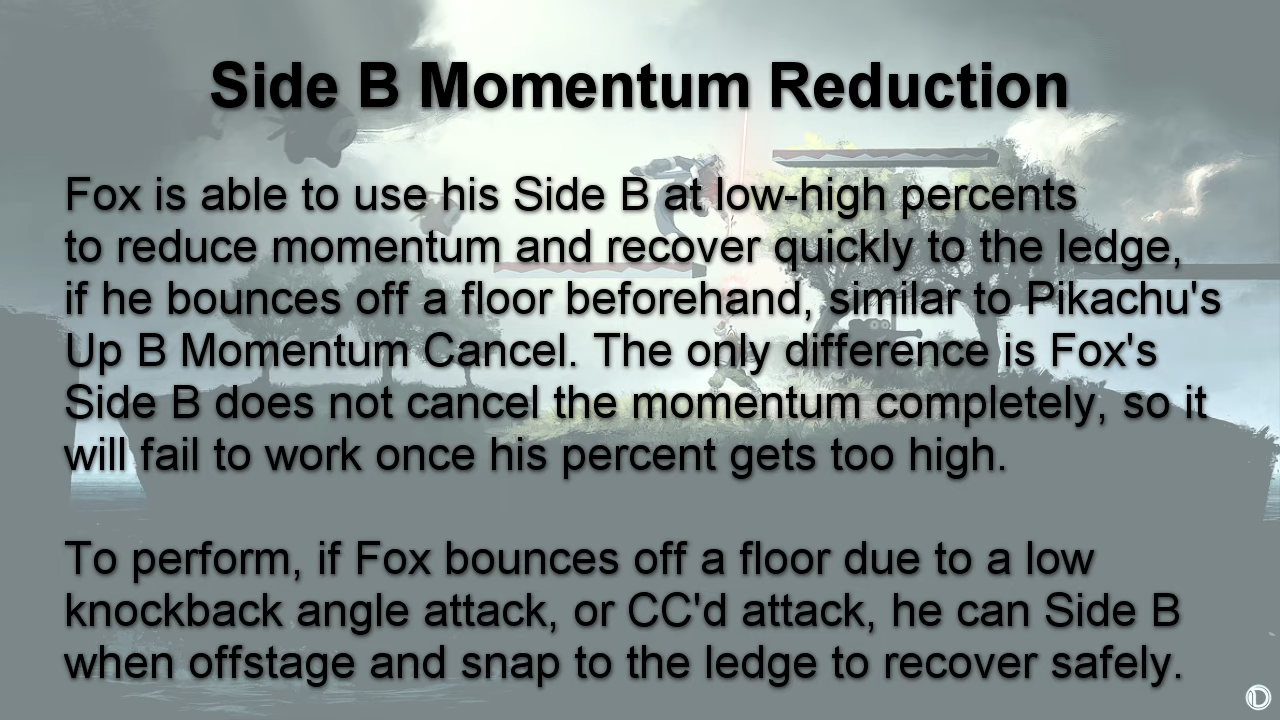 Side B Momentum Reduction
Fox is able to use his Side B at low-high percents
to reduce momentum and recover quickly to the ledge,
if he bounces off a floor beforehand, similar to Pikachu's
Up B Momentum Cancel. The only difference is Fox's
Side B does not cancel the momentum completely, so it
will fail to work once his percent gets too high.
To perform, if Fox bounces off a floor due to a low
knockback angle attack, or CC'd attack, he can Side B
when offstage and snap to the ledge to recover safely.